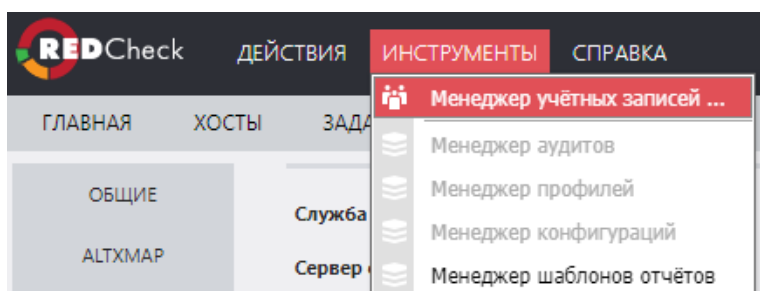 REDCheck ДЕЙСТВИЯ ИНСТРУМЕНТЫ СПРАВКА
Менеджер учётных записей ...
ГЛАВНАЯ ХОСТЫ ЗАДА
Менеджер аудитов
ОБЩИЕ
Менеджер профилей
Служба
Менеджер конфигураций
ALTXMAP
Сервер
Менеджер шаблонов отчётов